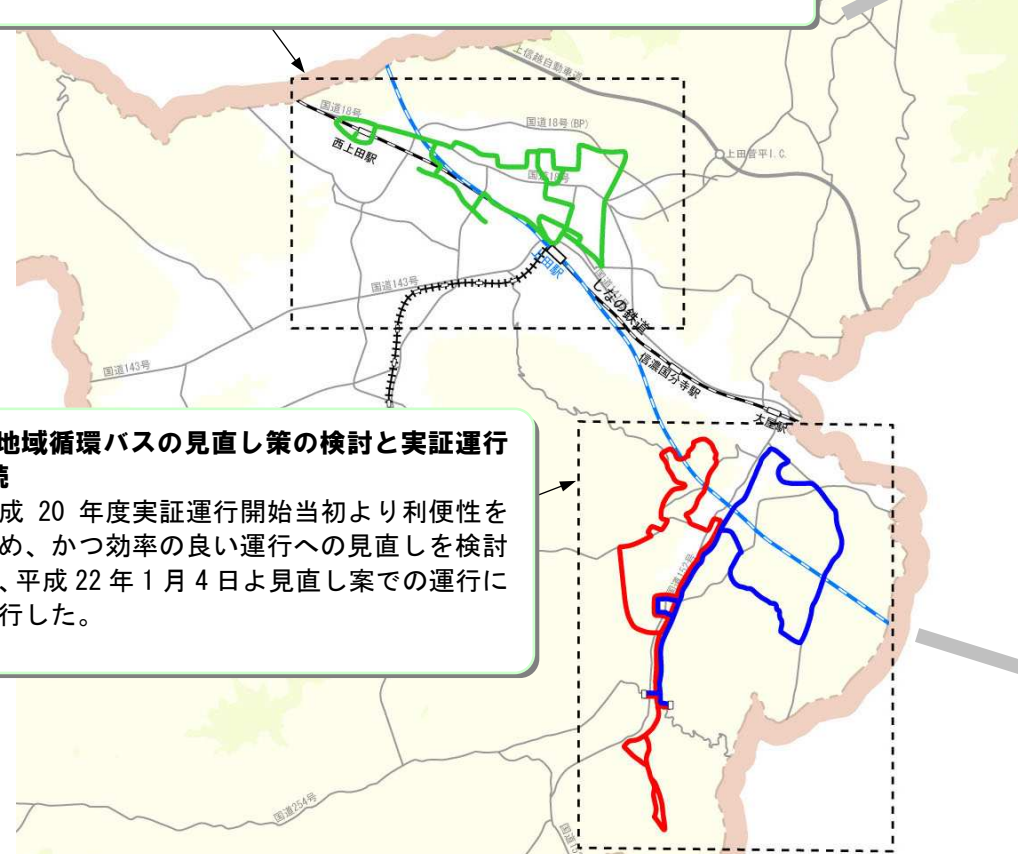 上信越自動車道
国道18号
国道18号(BP)
西上田駅
上田菅平I.C.
国道18号
上田駅
国道143号
しなの鉄道
国道143号
信濃国分寺駅
大屋駅
地域循環バスの見直し策の検討と実証運行
続
成 20 年度実証運行開始当初より利便性を
め、かつ効率の良い運行への見直しを検討
、平成 22 年 1 月 4 日よ見直し案での運行に
行した。
国道152号
国道254号